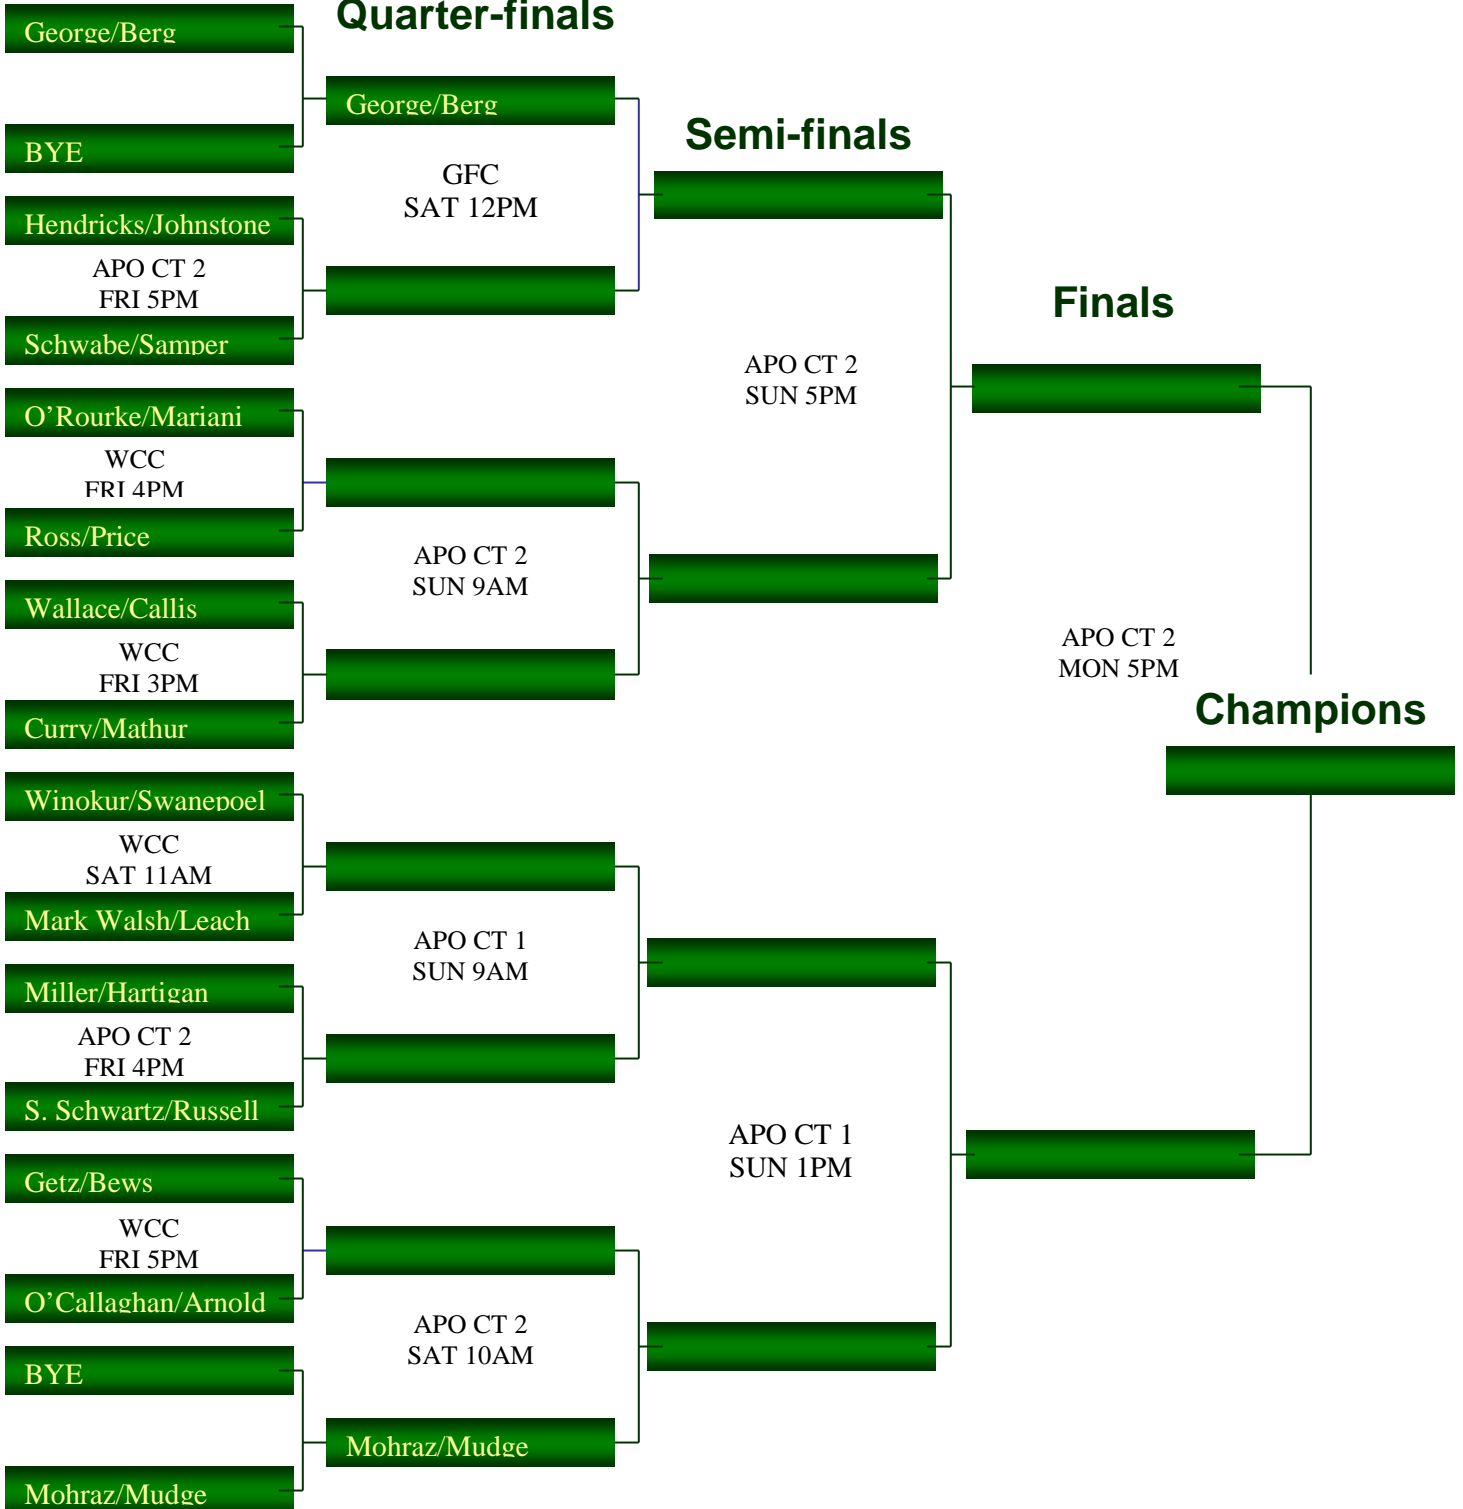 Quarter-finals
George/Berg
BYE
Hendricks/Johnstone
APO CT 2
FRI 5PM
Schwabe/Samper
O’Rourke/Mariani
WCC
FRI 4PM
Ross/Price
Wallace/Callis
WCC
FRI 3PM
Curry/Mathur
Winokur/Swanepoel
WCC
SAT 11AM
Mark Walsh/Leach
Miller/Hartigan
APO CT 2
FRI 4PM
S. Schwartz/Russell
Getz/Bews
WCC
FRI 5PM
O’Callaghan/Arnold
BYE
Mohraz/Mudge
George/Berg
GFC
SAT 12PM
APO CT 2
SUN 9AM
APO CT 1
SUN 9AM
APO CT 2
SAT 10AM
Mohraz/Mudge
Semi-finals
APO CT 2
SUN 5PM
APO CT 1
SUN 1PM
Finals
APO CT 2
MON 5PM
Champions